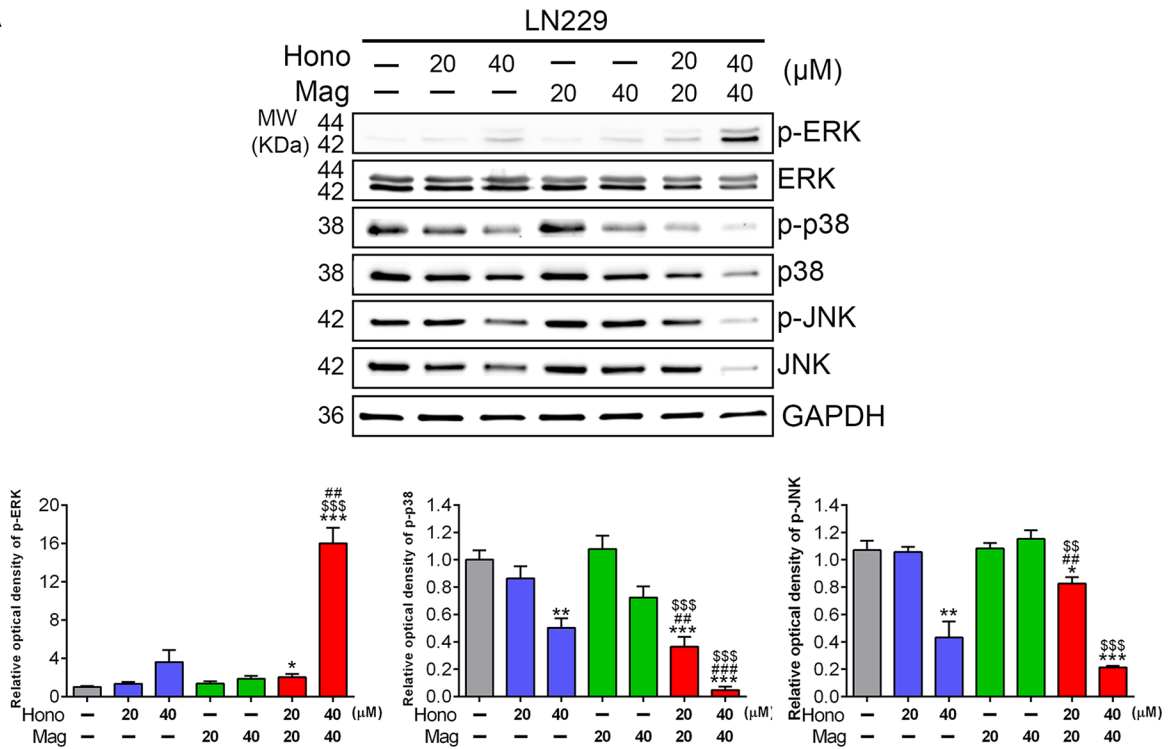 LN229
Hono — 20 40 — — 20 40 (μM)
Mag — — — 20 40 20 40
MW (KDa)
44 42 p-ERK
44 42 ERK
38 p-p38
38 p38
42 p-JNK
42 JNK
36 GAPDH
Relative optical density of p-ERK
20
16
12
8
4
0
*
##
$$$
***
Hono — 20 40 — — 20 40 (μM)
Mag — — — 20 40 20 40
Relative optical density of p-p38
1.4
1.2
1.0
0.8
0.6
0.4
0.2
0.0
**
$$$
##
***
$$$
###
***
Hono — 20 40 — — 20 40 (μM)
Mag — — — 20 40 20 40
Relative optical density of p-JNK
1.4
1.2
1.0
0.8
0.6
0.4
0.2
0.0
**
$$
##
*
$$$
***
Hono — 20 40 — — 20 40 (μM)
Mag — — — 20 40 20 40